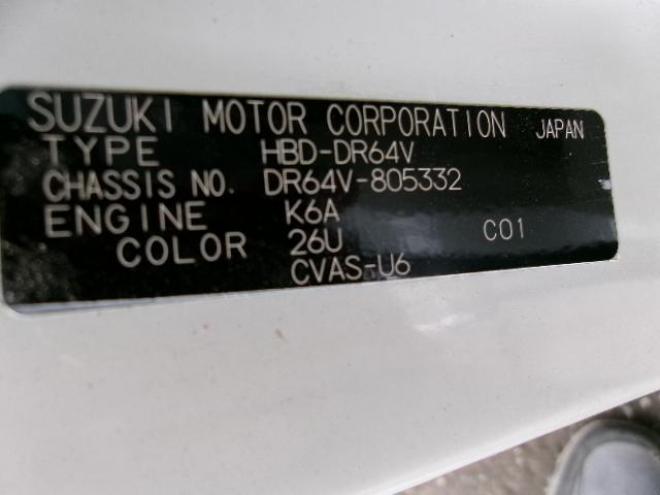 SUZUKI MOTOR CORPORATION JAPAN
TYPE HBD-DR64V
CHASSIS NO. DR64V-805332
ENGINE K6A
COLOR 26U C01
CVAS-U6